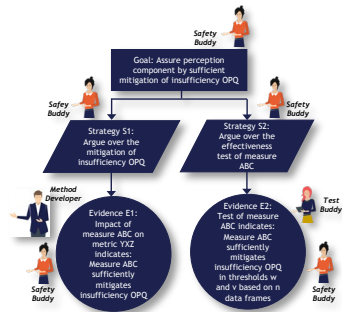 Safety
Buddy
Goal: Assure perception
component by sufficient
mitigation of insufficiency OPQ
Safey
Buddy
Safety
Buddy
Strategy S1:
Argue over the
mitigation of
insufficiency OPQ
Strategy S2:
Argue over the
effectiveness
test of measure
ABC
Method
Developer
Evidence E1:
Impact of
measure ABC on
metric YXZ
indicates:
Measure ABC
sufficiently
mitigates
insufficiency OPQ
Safety
Buddy
Evidence E2:
Test of measure
ABC indicates:
Measure ABC
sufficiently
mitigates
insufficiency OPQ
in thresholds w
and v based on n
data frames
Test
Buddy
Safety
Buddy